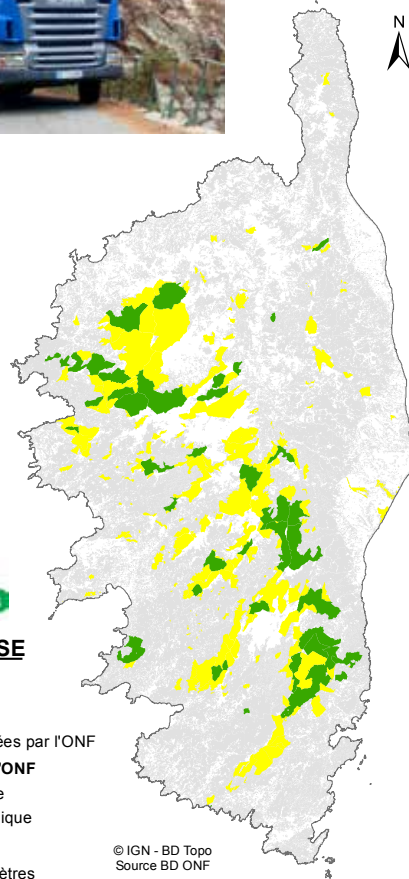 N
SE
ées par l'ONF
'ONF
e
ique
© IGN - BD Topo
Source BD ONF
ètres